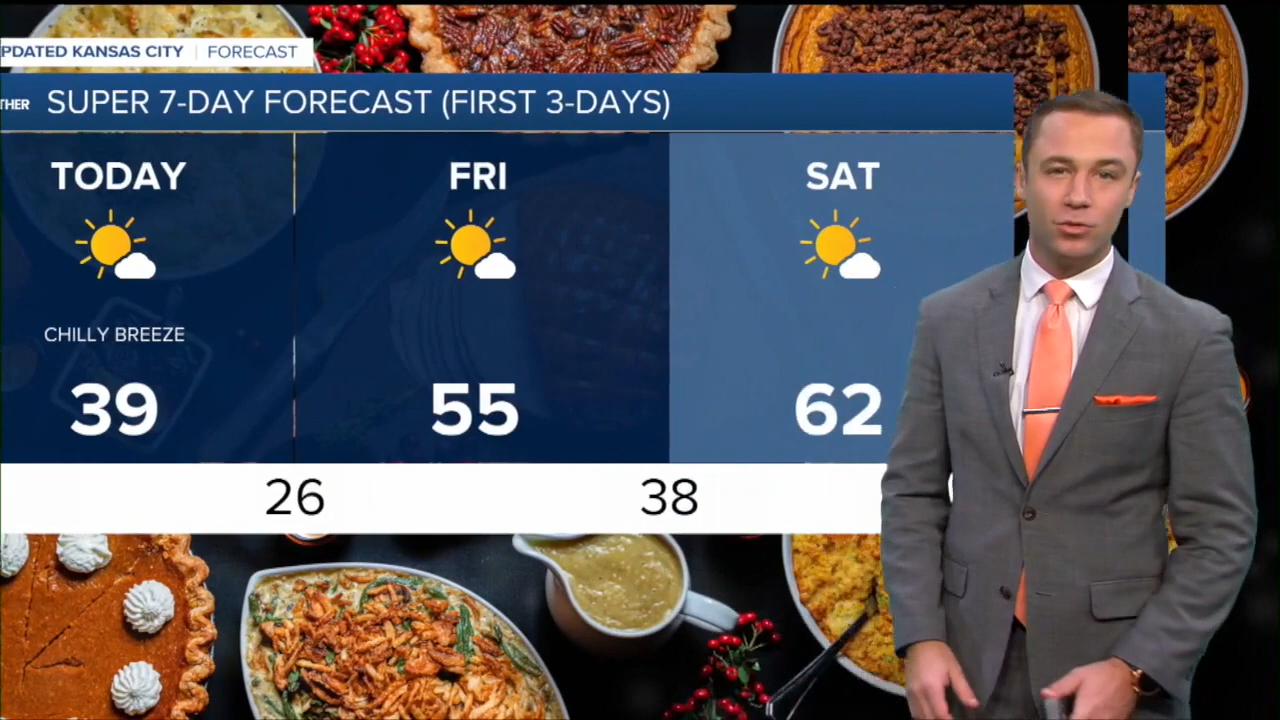 PDATED KANSAS CITY | FORECAST
THER SUPER 7-DAY FORECAST (FIRST 3-DAYS)
TODAY FRI SAT
CHILLY BREEZE
39 55 62
26 38